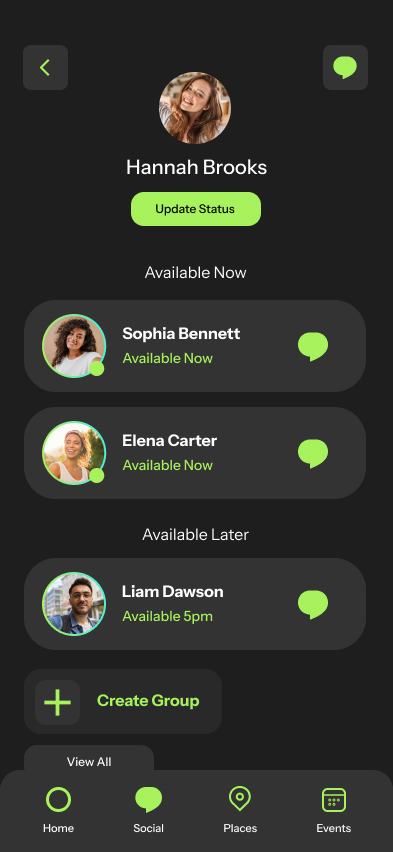 Hannah Brooks
Update Status
Available Now
Sophia Bennett
Available Now
Elena Carter
Available Now
Available Later
Liam Dawson
Available 5pm
Create Group
View All
Home Social Places Events